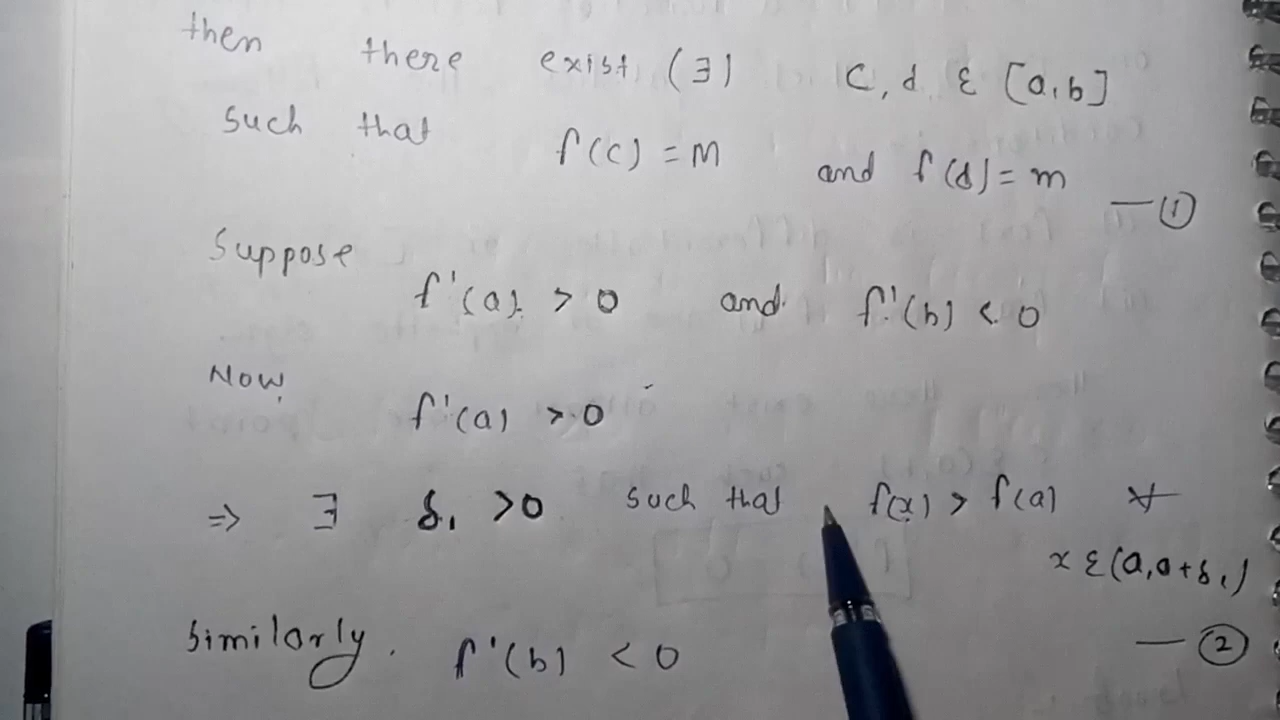 then there exist (∃) c, d ε [a, b]
such that f(c) = M and f(d) = m —①
Suppose
f'(a) > 0 and f'(b) < 0
Now,
f'(a) > 0
⇒ ∃ δ₁ > 0 such that f(x) > f(a) ∀
x ε (a, a+δ₁)
—②
Similarly. f'(b) < 0